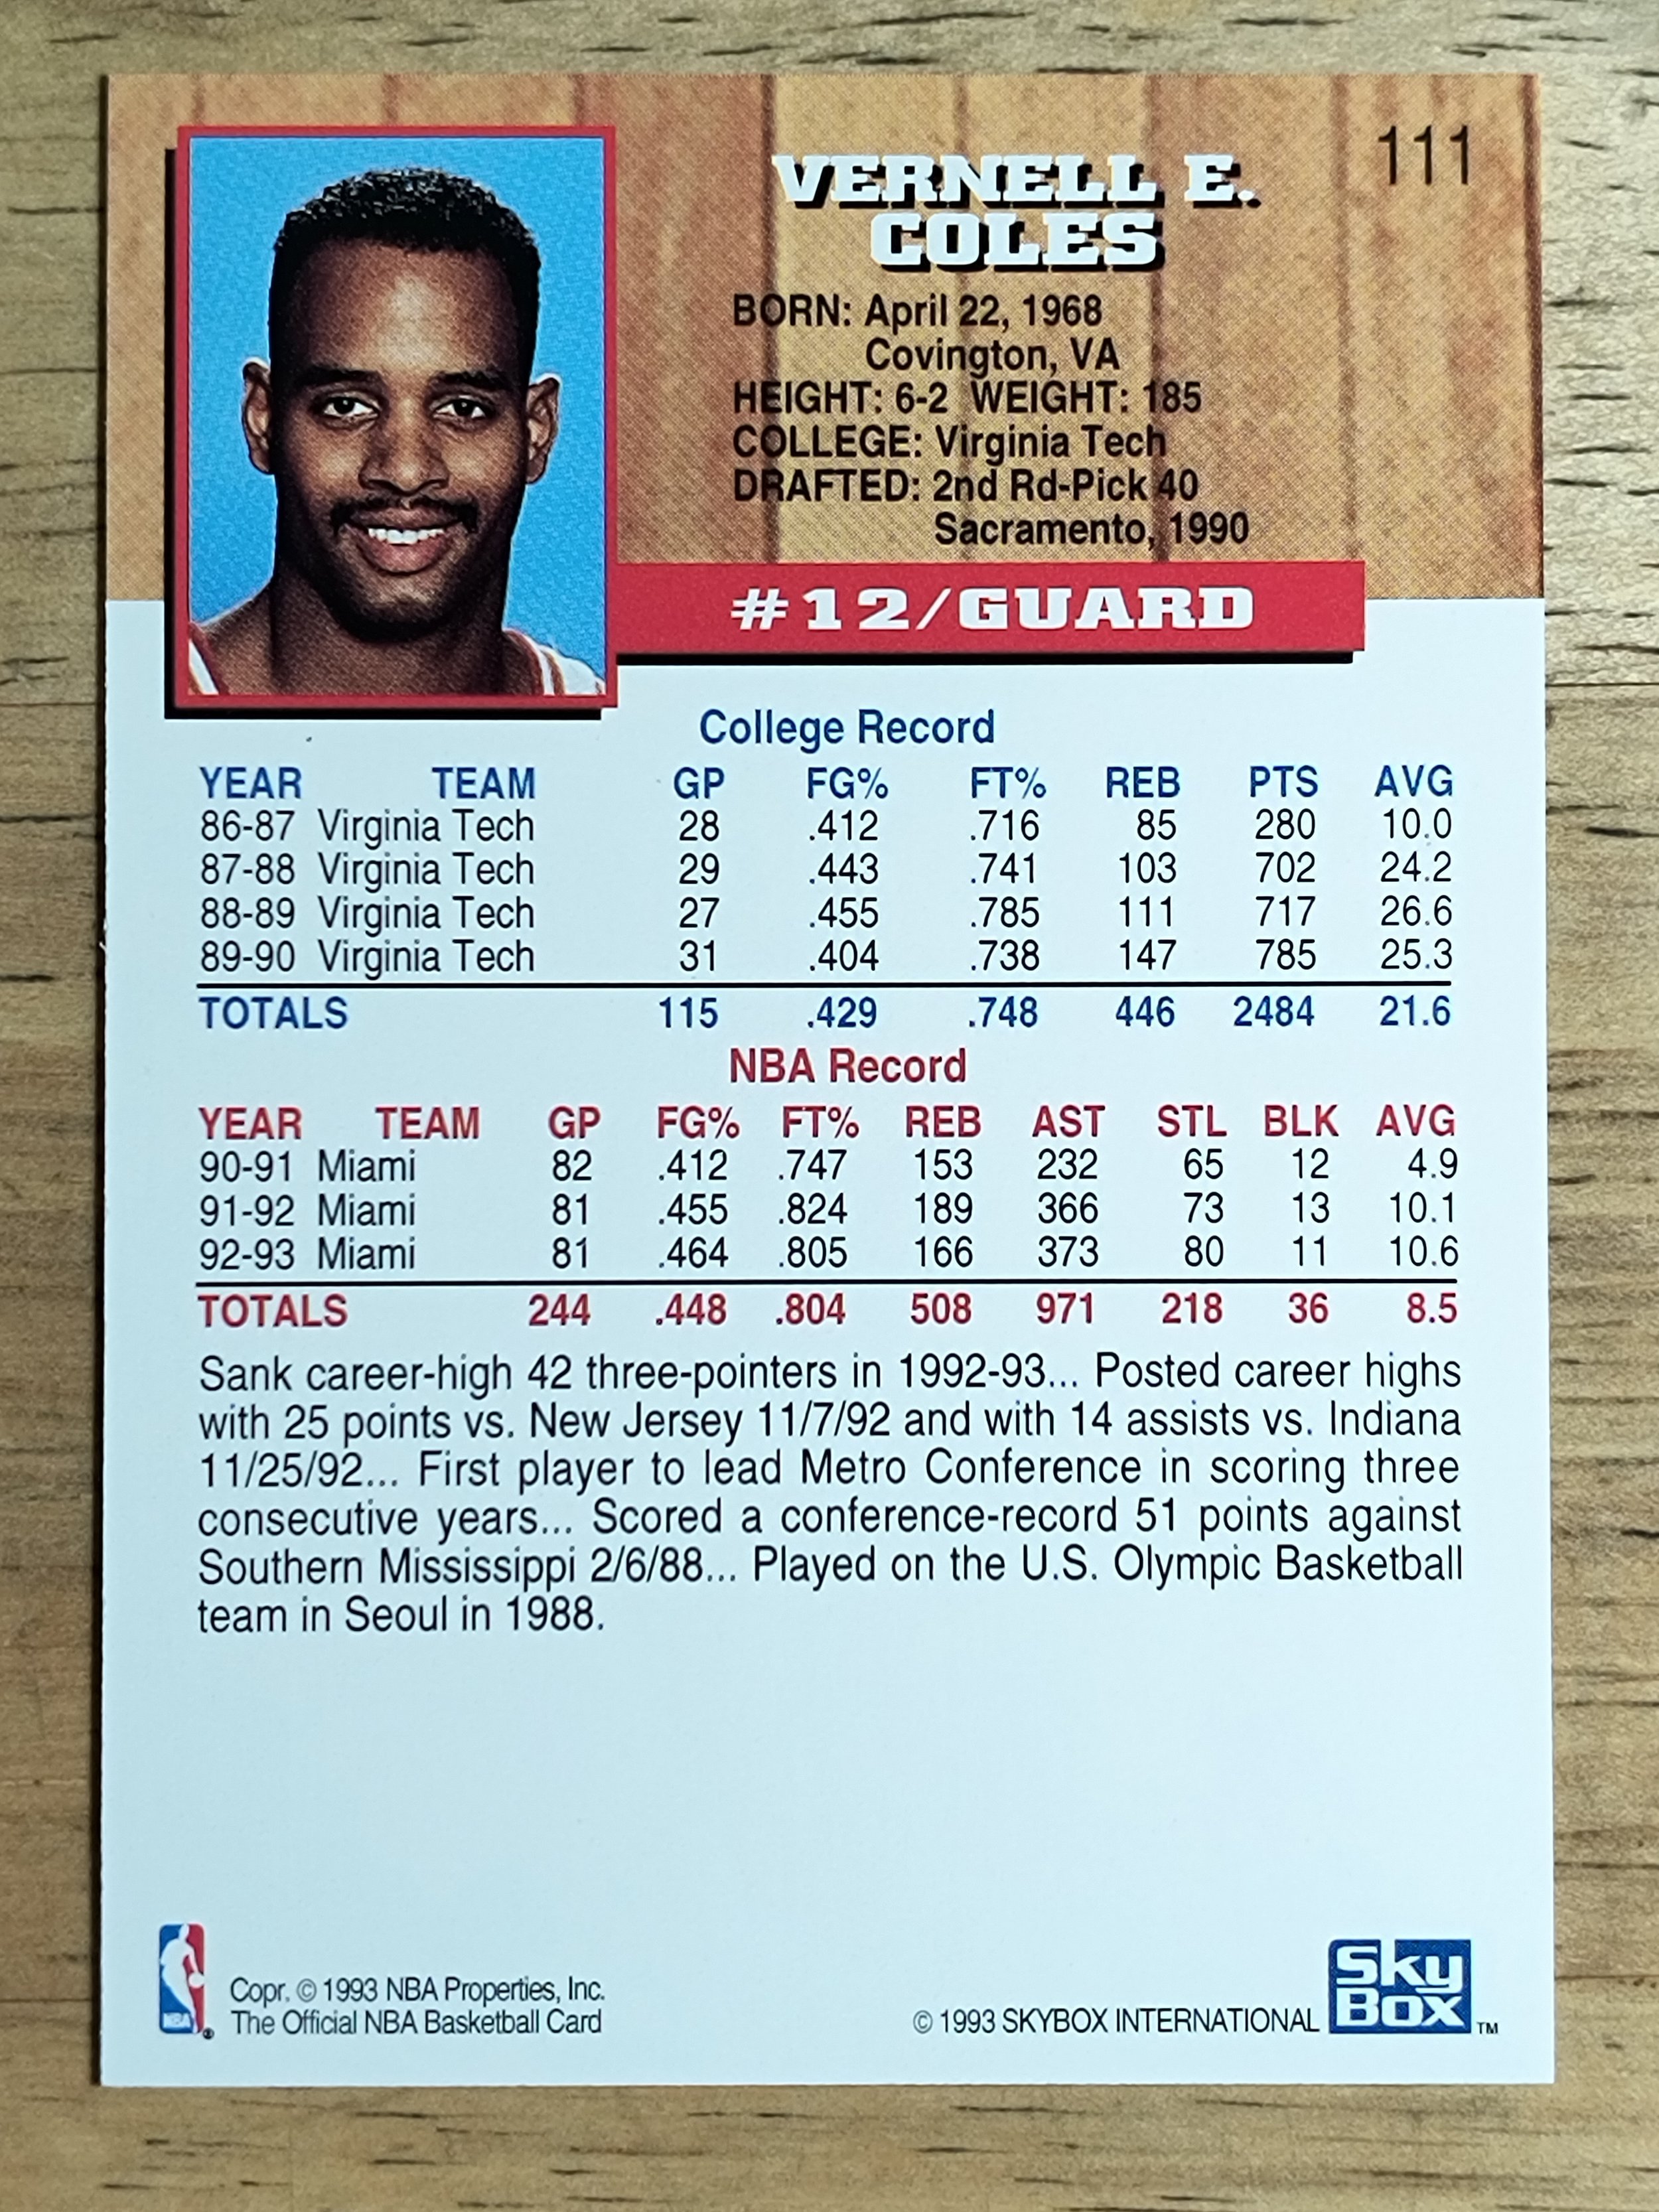 111
VERNELL E.
COLES
BORN: April 22, 1968
Covington, VA
HEIGHT: 6-2 WEIGHT: 185
COLLEGE: Virginia Tech
DRAFTED: 2nd Rd-Pick 40
Sacramento, 1990
#12/GUARD
College Record
YEAR TEAM GP FG% FT% REB PTS AVG
86-87 Virginia Tech 28 .412 .716 85 280 10.0
87-88 Virginia Tech 29 .443 .741 103 702 24.2
88-89 Virginia Tech 27 .455 .785 111 717 26.6
89-90 Virginia Tech 31 .404 .738 147 785 25.3
TOTALS 115 .429 .748 446 2484 21.6
NBA Record
YEAR TEAM GP FG% FT% REB AST STL BLK AVG
90-91 Miami 82 .412 .747 153 232 65 12 4.9
91-92 Miami 81 .455 .824 189 366 73 13 10.1
92-93 Miami 81 .464 .805 166 373 80 11 10.6
TOTALS 244 .448 .804 508 971 218 36 8.5
Sank career-high 42 three-pointers in 1992-93... Posted career highs
with 25 points vs. New Jersey 11/7/92 and with 14 assists vs. Indiana
11/25/92... First player to lead Metro Conference in scoring three
consecutive years... Scored a conference-record 51 points against
Southern Mississippi 2/6/88... Played on the U.S. Olympic Basketball
team in Seoul in 1988.
NBA ®
Copr. © 1993 NBA Properties, Inc.
The Official NBA Basketball Card
© 1993 SKYBOX INTERNATIONAL
Sky
Box ™